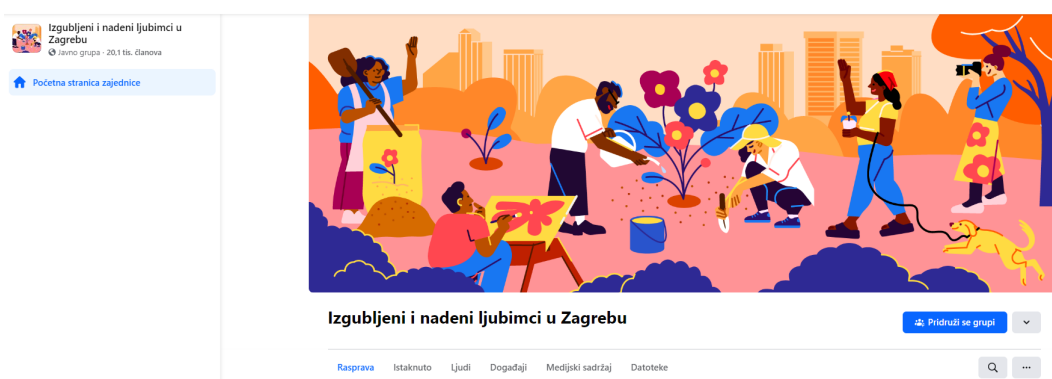 Izgubljeni i nadeni ljubimci u
Zagrebu
Javno grupa · 20,1 tis. članova
Početna stranica zajednice
Izgubljeni i nadeni ljubimci u Zagrebu
Pridruži se grupi
Rasprava Istaknuto Ljudi Događaji Medijski sadržaj Datoteke